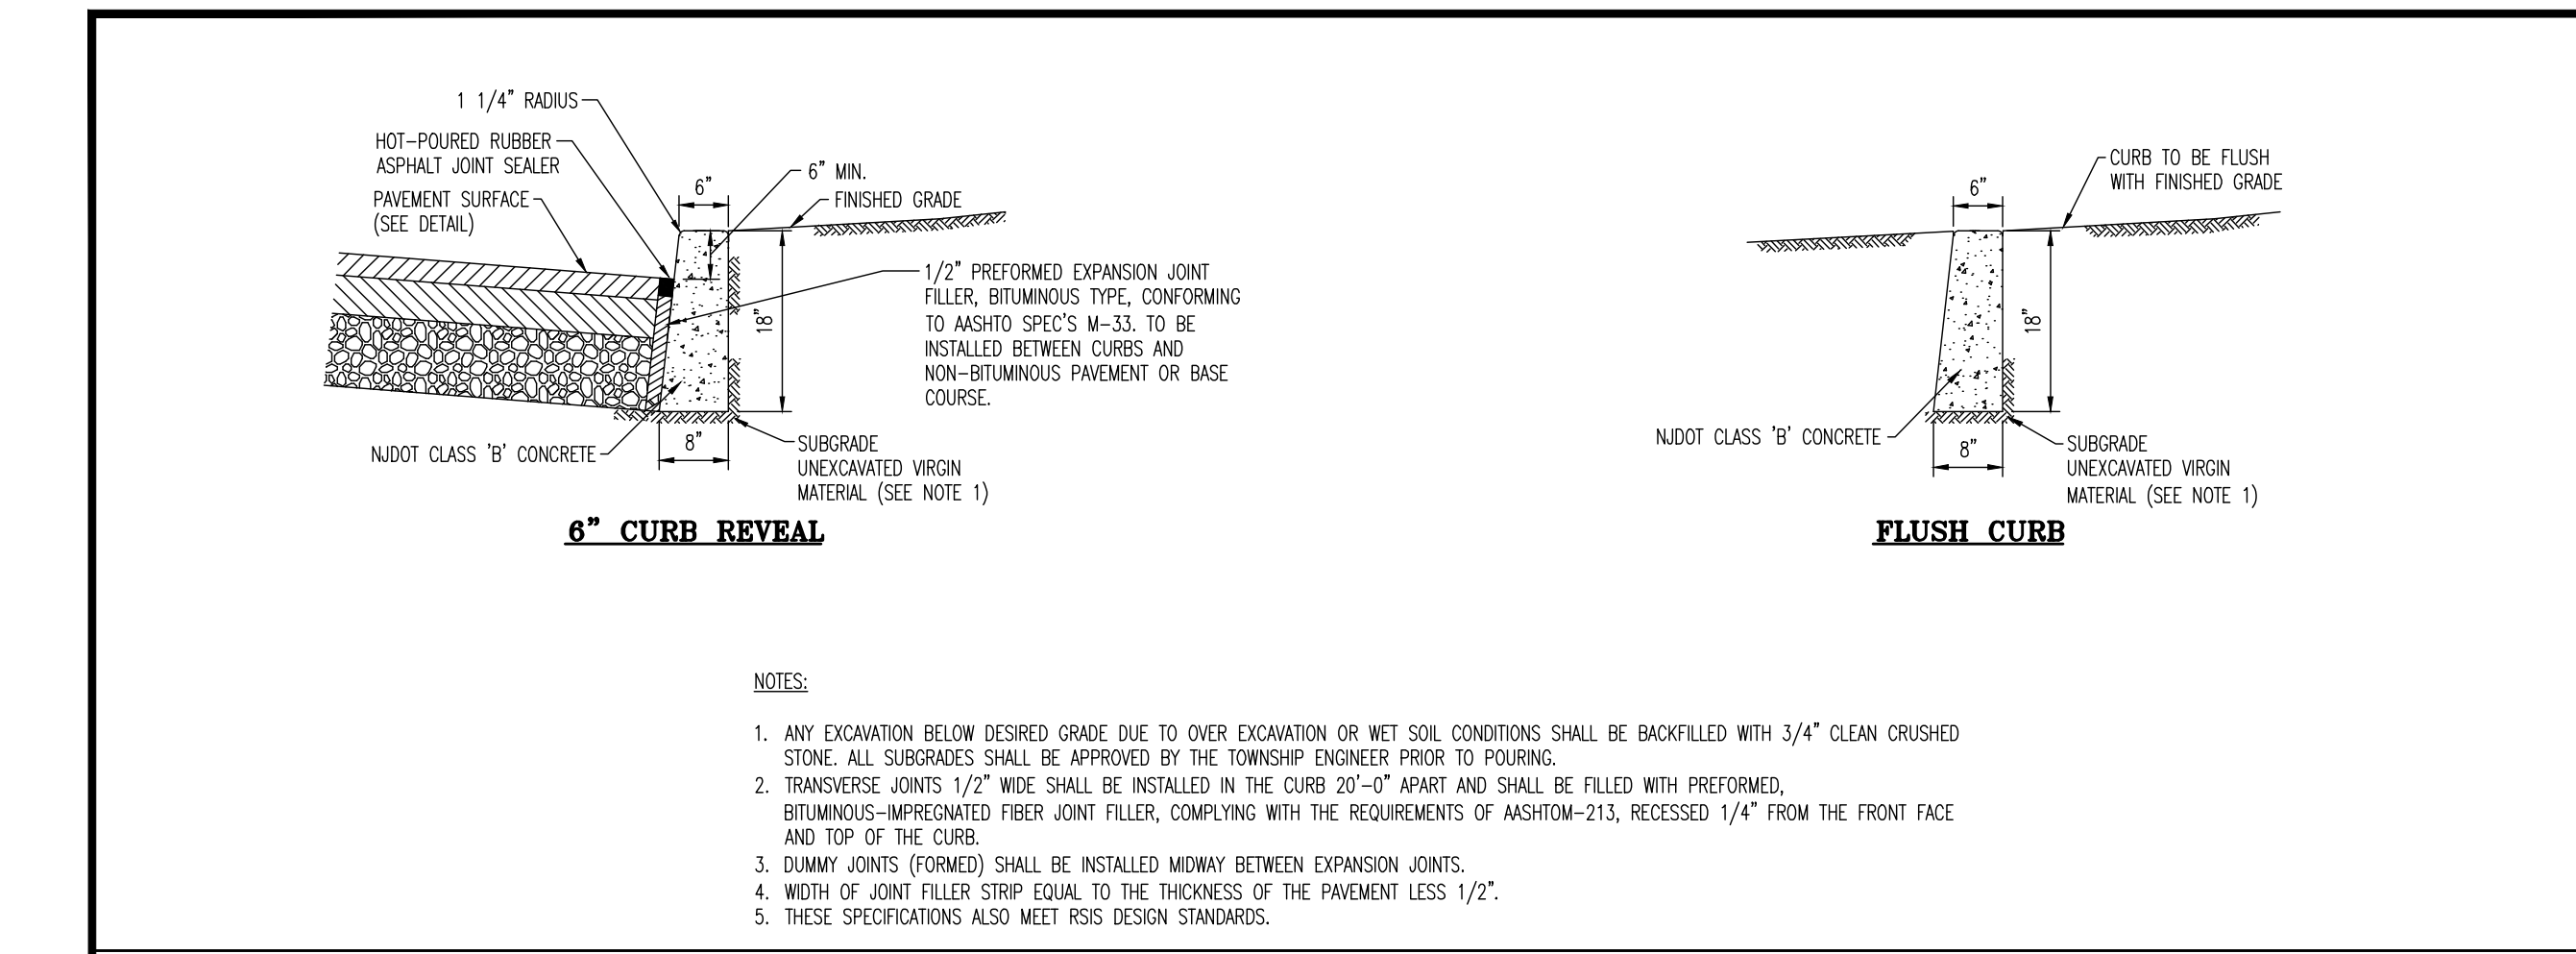 1 1/4" RADIUS
HOT-POURED RUBBER
ASPHALT JOINT SEALER
PAVEMENT SURFACE
(SEE DETAIL)
6"
6" MIN.
FINISHED GRADE
18"
1/2" PREFORMED EXPANSION JOINT
FILLER, BITUMINOUS TYPE, CONFORMING
TO AASHTO SPEC'S M-33. TO BE
INSTALLED BETWEEN CURBS AND
NON-BITUMINOUS PAVEMENT OR BASE
COURSE.
NJDOT CLASS 'B' CONCRETE
8"
SUBGRADE
UNEXCAVATED VIRGIN
MATERIAL (SEE NOTE 1)
6" CURB REVEAL
CURB TO BE FLUSH
WITH FINISHED GRADE
6"
18"
NJDOT CLASS 'B' CONCRETE
8"
SUBGRADE
UNEXCAVATED VIRGIN
MATERIAL (SEE NOTE 1)
FLUSH CURB
NOTES:
1. ANY EXCAVATION BELOW DESIRED GRADE DUE TO OVER EXCAVATION OR WET SOIL CONDITIONS SHALL BE BACKFILLED WITH 3/4" CLEAN CRUSHED
STONE. ALL SUBGRADES SHALL BE APPROVED BY THE TOWNSHIP ENGINEER PRIOR TO POURING.
2. TRANSVERSE JOINTS 1/2" WIDE SHALL BE INSTALLED IN THE CURB 20'-0" APART AND SHALL BE FILLED WITH PREFORMED,
BITUMINOUS-IMPREGNATED FIBER JOINT FILLER, COMPLYING WITH THE REQUIREMENTS OF AASHTOM-213, RECESSED 1/4" FROM THE FRONT FACE
AND TOP OF THE CURB.
3. DUMMY JOINTS (FORMED) SHALL BE INSTALLED MIDWAY BETWEEN EXPANSION JOINTS.
4. WIDTH OF JOINT FILLER STRIP EQUAL TO THE THICKNESS OF THE PAVEMENT LESS 1/2".
5. THESE SPECIFICATIONS ALSO MEET RSIS DESIGN STANDARDS.